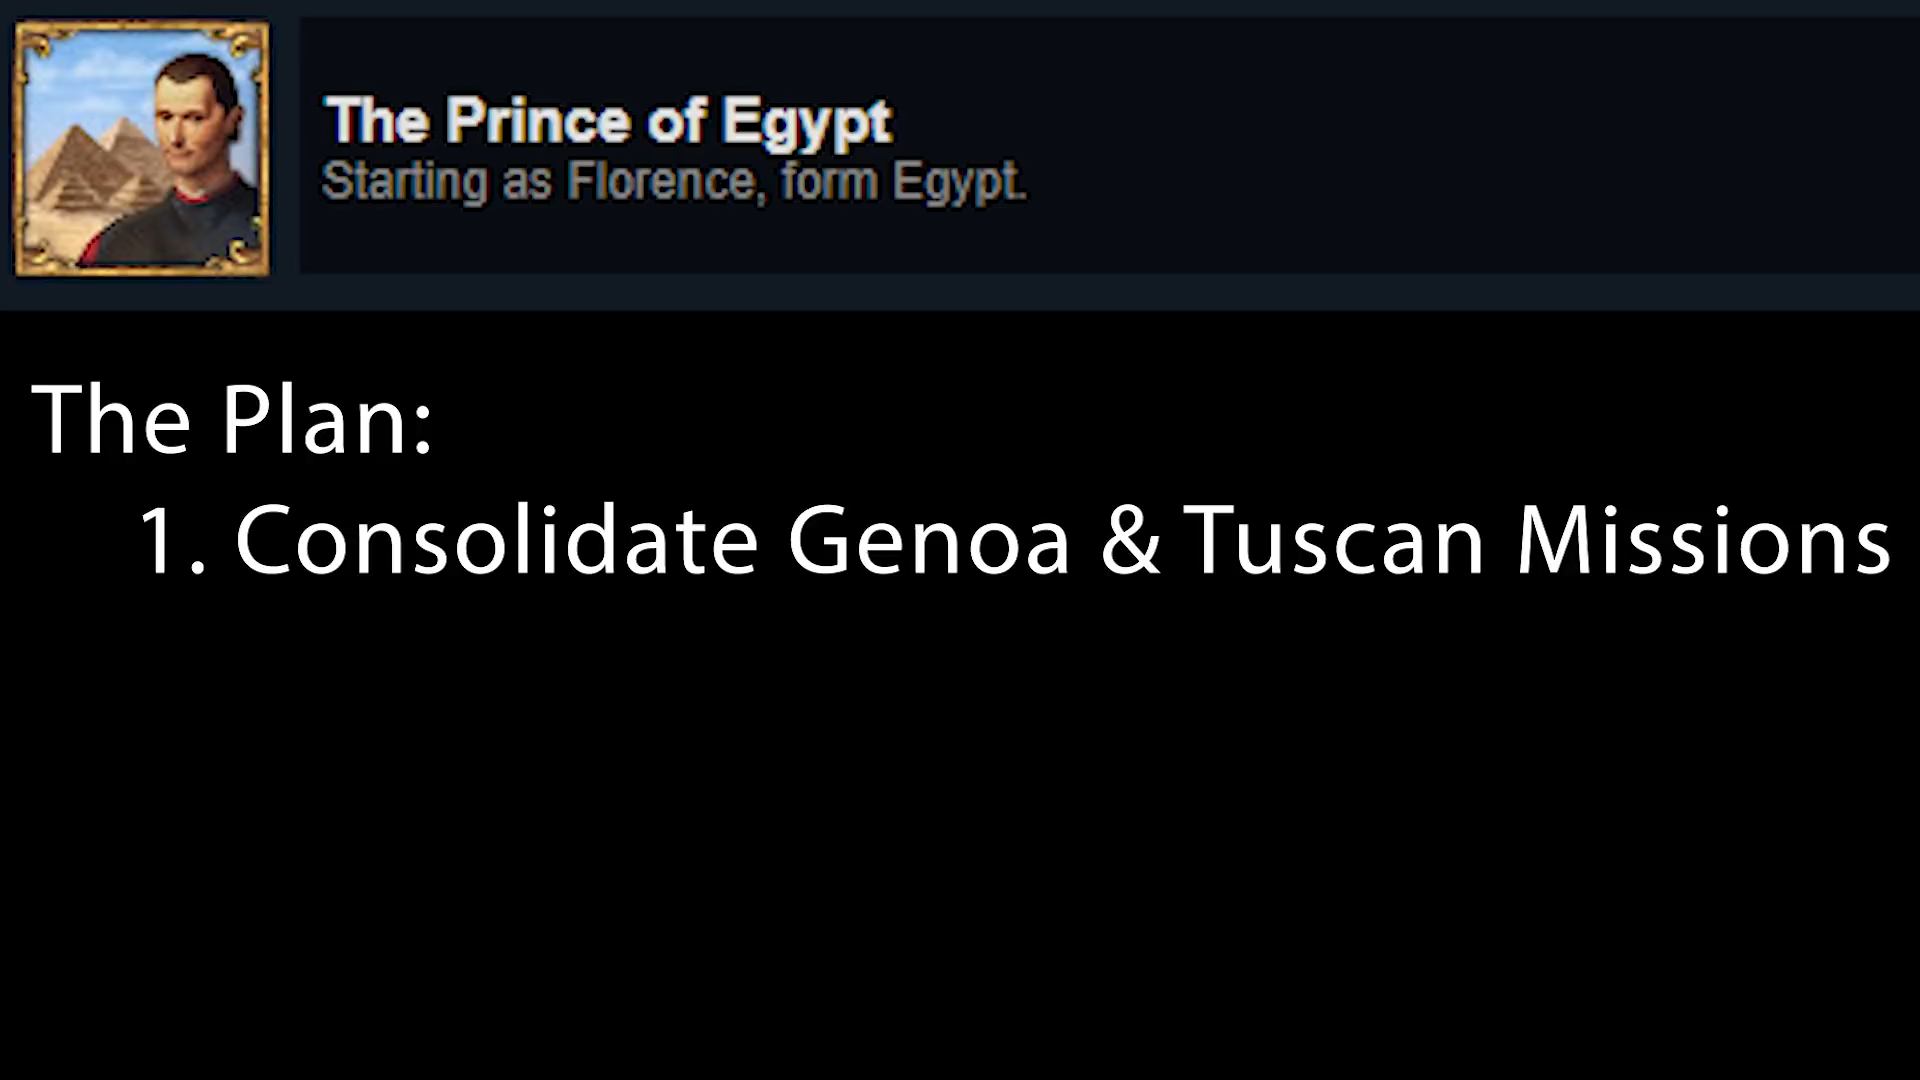 The Prince of Egypt
Starting as Florence, form Egypt.
The Plan:
1. Consolidate Genoa & Tuscan Missions